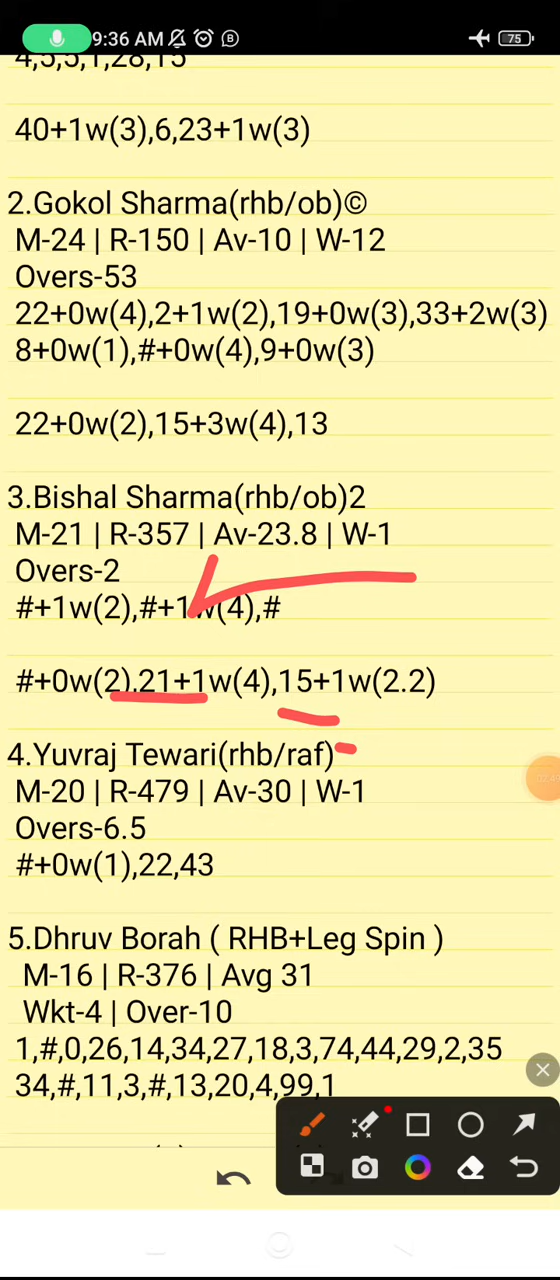 9:36 AM B 75
4,5,5,1,28,15
40+1w(3),6,23+1w(3)
2.Gokol Sharma(rhb/ob)©
M-24 | R-150 | Av-10 | W-12
Overs-53
22+0w(4),2+1w(2),19+0w(3),33+2w(3)
8+0w(1),#+0w(4),9+0w(3)
22+0w(2),15+3w(4),13
3.Bishal Sharma(rhb/ob)2
M-21 | R-357 | Av-23.8 | W-1
Overs-2
#+1w(2),#+1w(4),#
#+0w(2),21+1w(4),15+1w(2.2)
4.Yuvraj Tewari(rhb/raf)
M-20 | R-479 | Av-30 | W-1
Overs-6.5
#+0w(1),22,43
5.Dhruv Borah ( RHB+Leg Spin )
M-16 | R-376 | Avg 31
Wkt-4 | Over-10
1,#,0,26,14,34,27,18,3,74,44,29,2,35
34,#,11,3,#,13,20,4,99,1